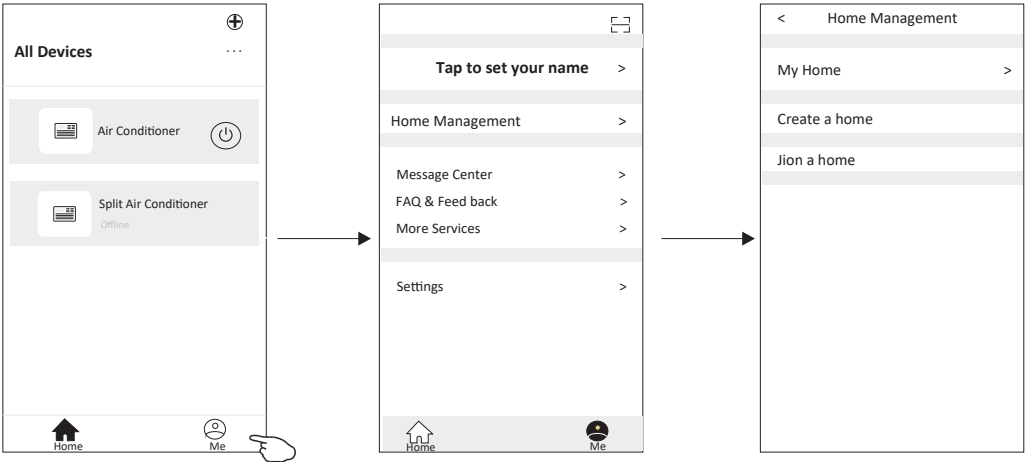 All Devices
...
Air Conditioner
Split Air Conditioner
Offline
Home
Me
Tap to set your name >
Home Management >
Message Center >
FAQ & Feed back >
More Services >
Settings >
Home
Me
< Home Management
My Home >
Create a home
Jion a home